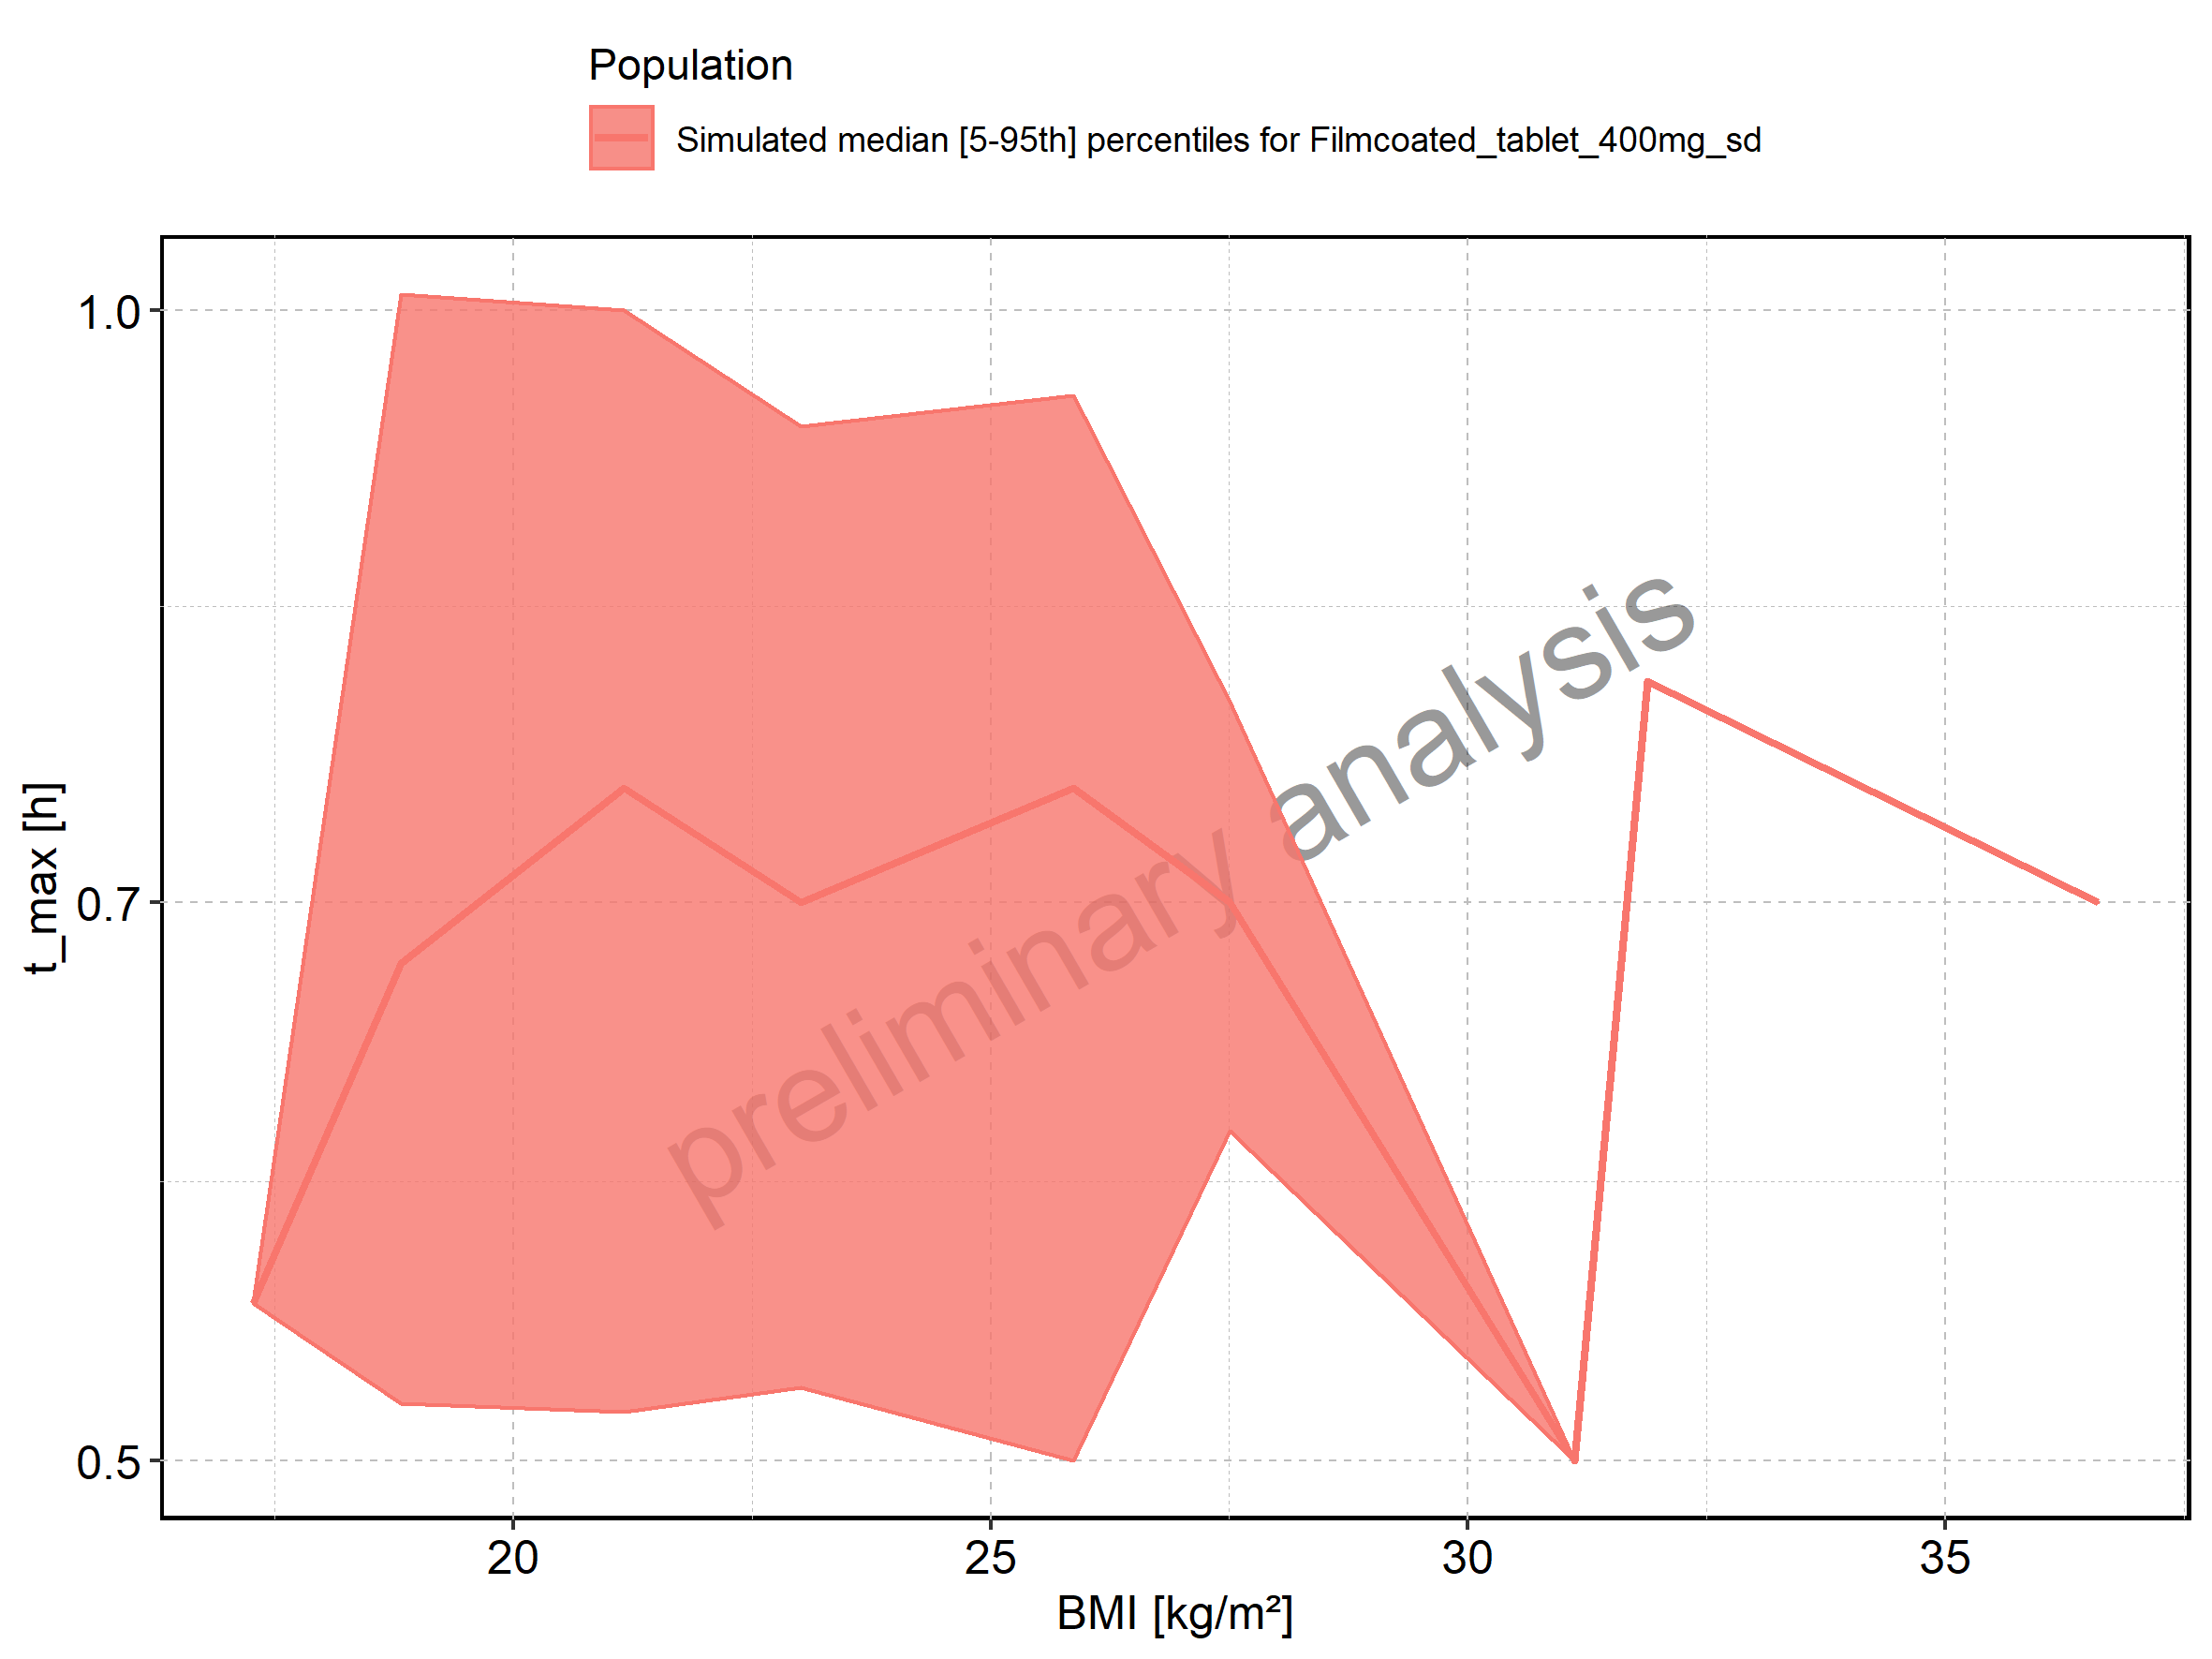 Population
Simulated median [5-95th] percentiles for Filmcoated_tablet_400mg_sd
1.0
0.7
0.5
t_max [h]
preliminary analysis
20 25 30 35
BMI [kg/m²]